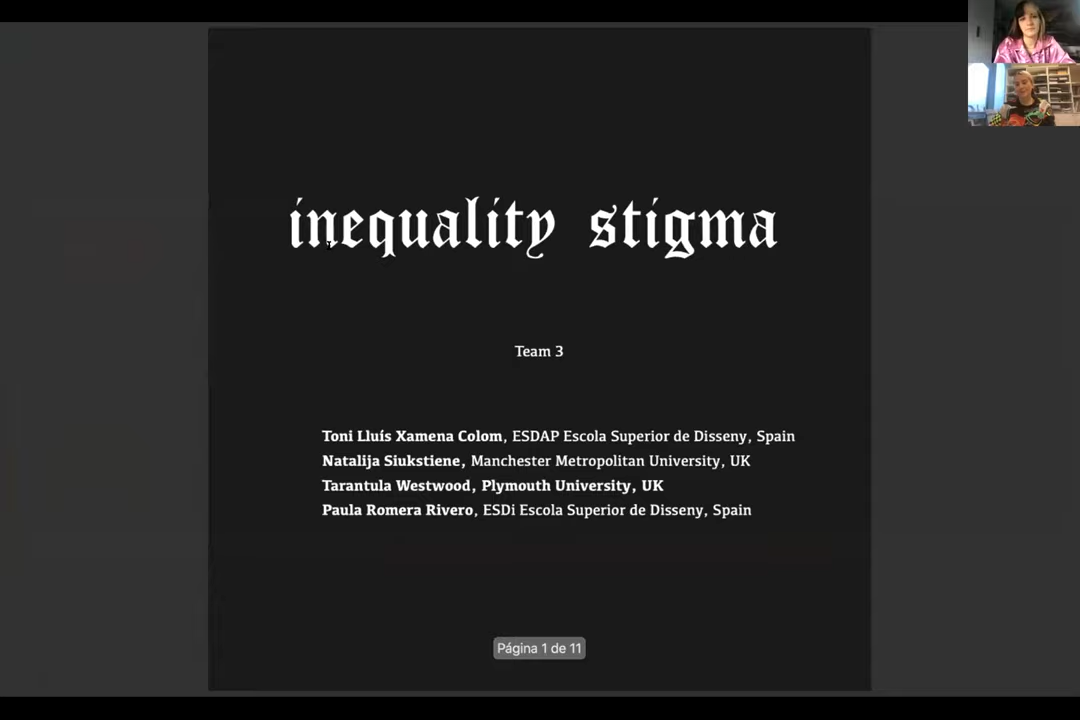 inequality stigma
Team 3
Toni Lluís Xamena Colom, ESDAP Escola Superior de Disseny, Spain
Natalija Siukstiene, Manchester Metropolitan University, UK
Tarantula Westwood, Plymouth University, UK
Paula Romera Rivero, ESDi Escola Superior de Disseny, Spain
Página 1 de 11